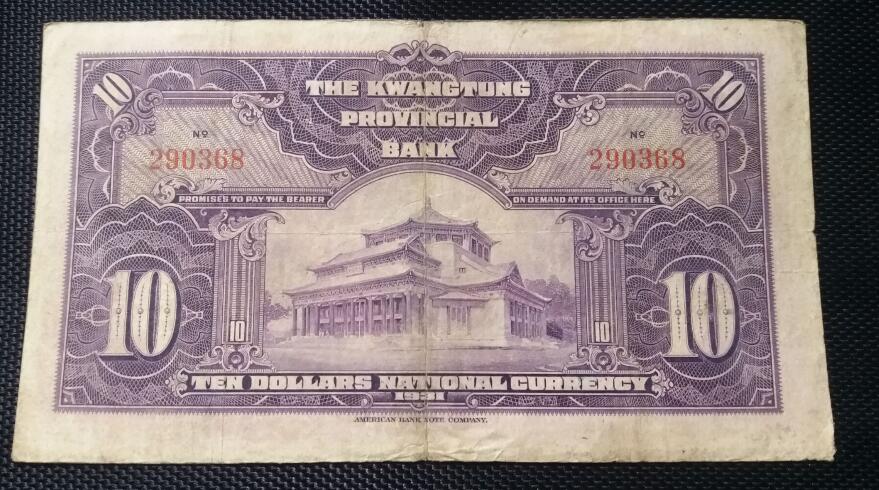 10 THE KWANGTUNG 10
PROVINCIAL
BANK
Nº Nº
290368 290368
PROMISES TO PAY THE BEARER ON DEMAND AT ITS OFFICE HERE
10 10 10 10
TEN DOLLARS NATIONAL CURRENCY
1931
AMERICAN BANK NOTE COMPANY.